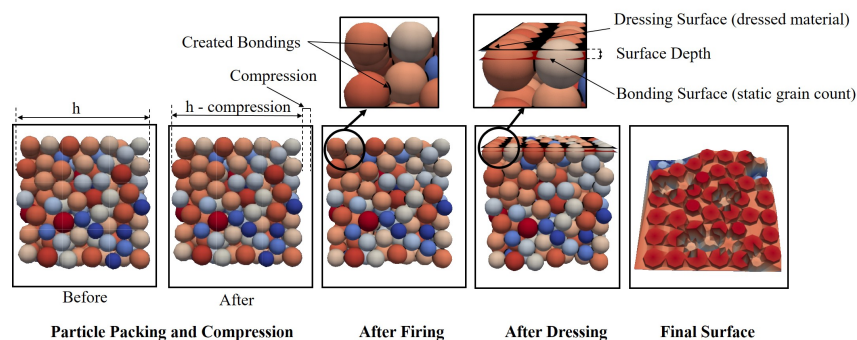 Created Bondings
Compression
h
h - compression
Dressing Surface (dressed material)
Surface Depth
Bonding Surface (static grain count)
Before
After
Particle Packing and Compression
After Firing
After Dressing
Final Surface